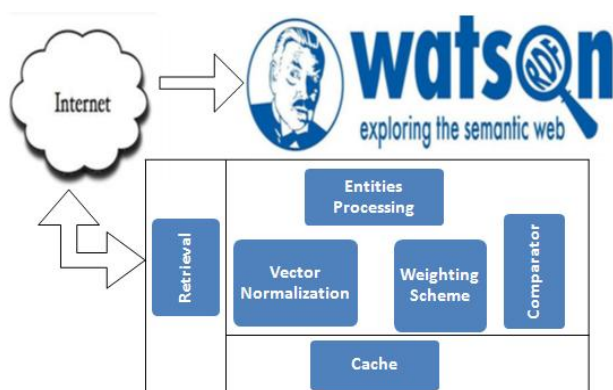 Internet
watson
RDF
exploring the semantic web
Entities
Processing
Retrieval
Vector
Normalization
Weighting
Scheme
Comparator
Cache